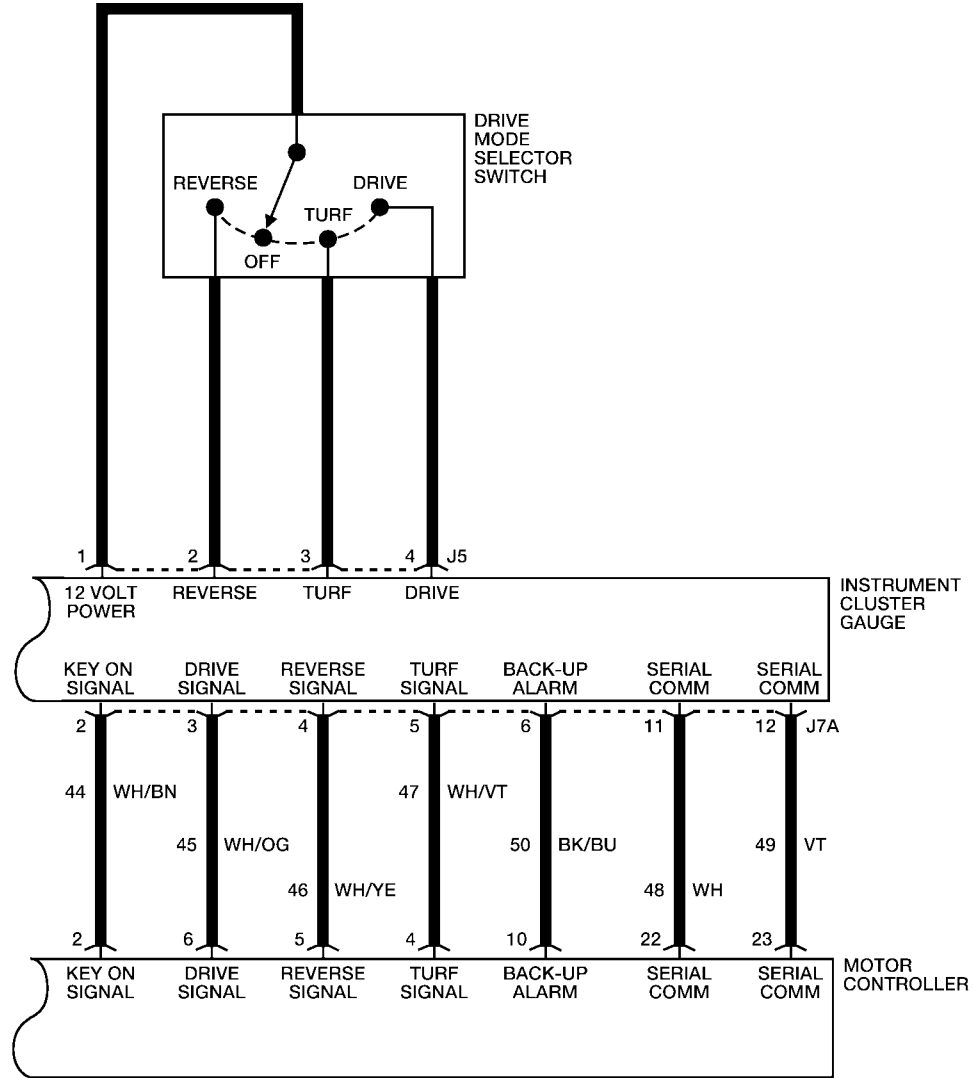 DRIVE
MODE
SELECTOR
SWITCH
REVERSE
DRIVE
TURF
OFF
1 2 3 4 J5
12 VOLT
POWER
REVERSE
TURF
DRIVE
INSTRUMENT
CLUSTER
GAUGE
KEY ON
SIGNAL
DRIVE
SIGNAL
REVERSE
SIGNAL
TURF
SIGNAL
BACK-UP
ALARM
SERIAL
COMM
SERIAL
COMM
2 3 4 5 6 11 12 J7A
44 WH/BN
47 WH/VT
45 WH/OG
50 BK/BU
49 VT
46 WH/YE
48 WH
2 6 5 4 10 22 23
KEY ON
SIGNAL
DRIVE
SIGNAL
REVERSE
SIGNAL
TURF
SIGNAL
BACK-UP
ALARM
SERIAL
COMM
SERIAL
COMM
MOTOR
CONTROLLER